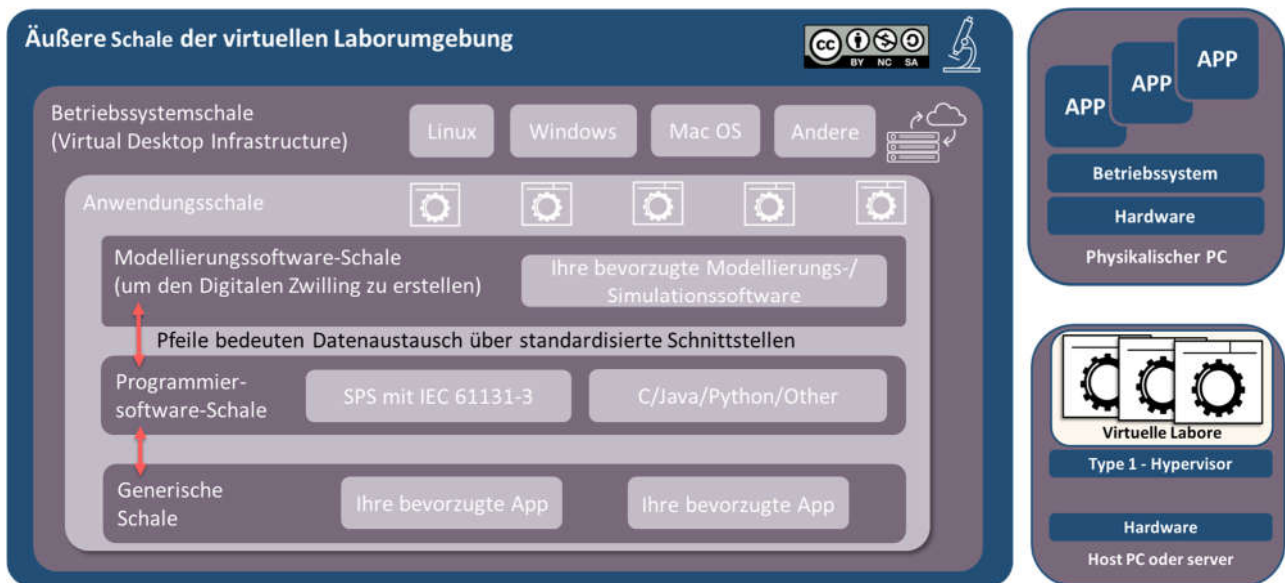 Äußere Schale der virtuellen Laborumgebung
cc
BY NC SA
Betriebssystemschale
(Virtual Desktop Infrastructure)
Linux
Windows
Mac OS
Andere
Anwendungsschale
Modellierungssoftware-Schale
(um den Digitalen Zwilling zu erstellen)
Ihre bevorzugte Modellierungs-/
Simulationssoftware
Pfeile bedeuten Datenaustausch über standardisierte Schnittstellen
Programmier-
software-Schale
SPS mit IEC 61131-3
C/Java/Python/Other
Generische
Schale
Ihre bevorzugte App
Ihre bevorzugte App
APP
APP
APP
Betriebssystem
Hardware
Physikalischer PC
Virtuelle Labore
Type 1 - Hypervisor
Hardware
Host PC oder server